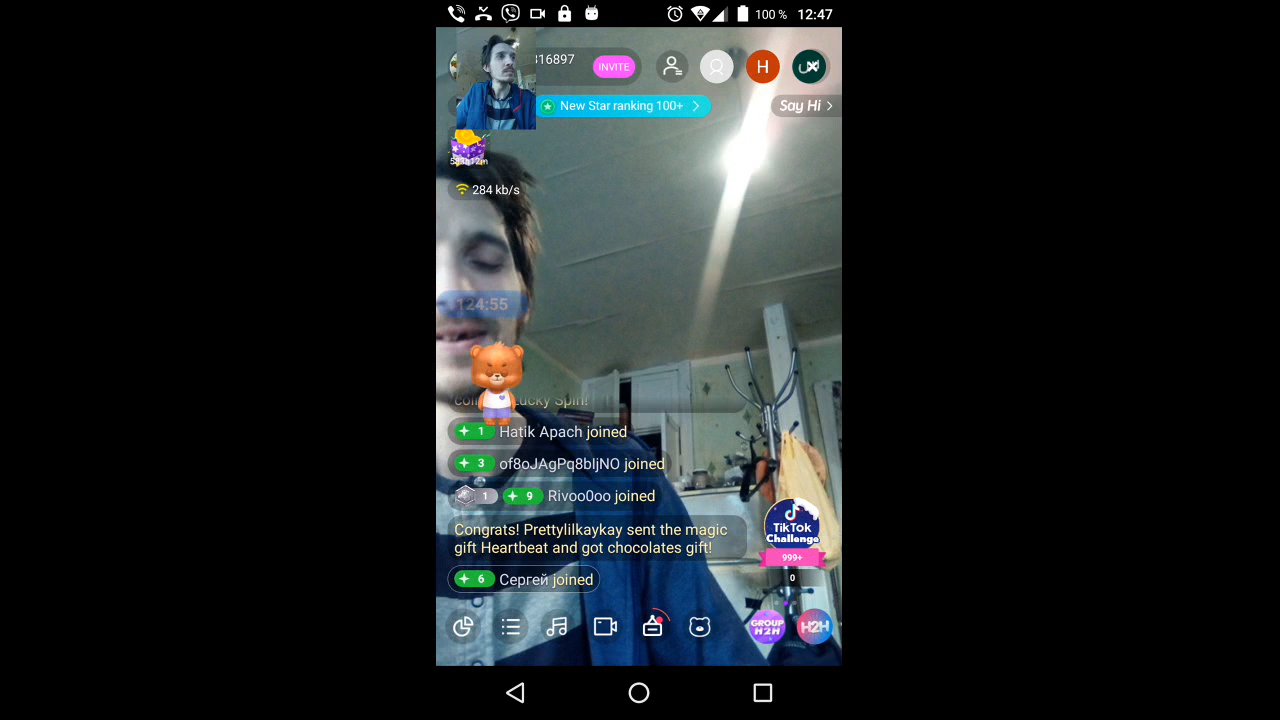 100 %
12:47
316897
INVITE
H
New Star ranking 100+
Say Hi
284 kb/s
124:55
Lucky Spin!
1 Hatik Apach joined
3 of8oJAgPq8bljNO joined
1 9 Rivoo0oo joined
Congrats! Prettylilkaykay sent the magic
gift Heartbeat and got chocolates gift!
6 Сергей joined
TikTok
Challenge
999+
0
GROUP
H2H
H2H